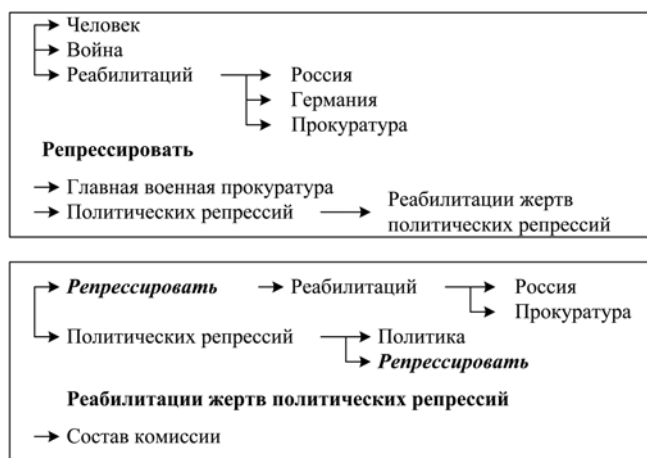 Человек
Война
Реабилитаций Россия
Германия
Прокуратура
Репрессировать
Главная военная прокуратура
Политических репрессий Реабилитации жертв
политических репрессий
Репрессировать Реабилитаций Россия
Прокуратура
Политических репрессий Политика
Репрессировать
Реабилитации жертв политических репрессий
Состав комиссии